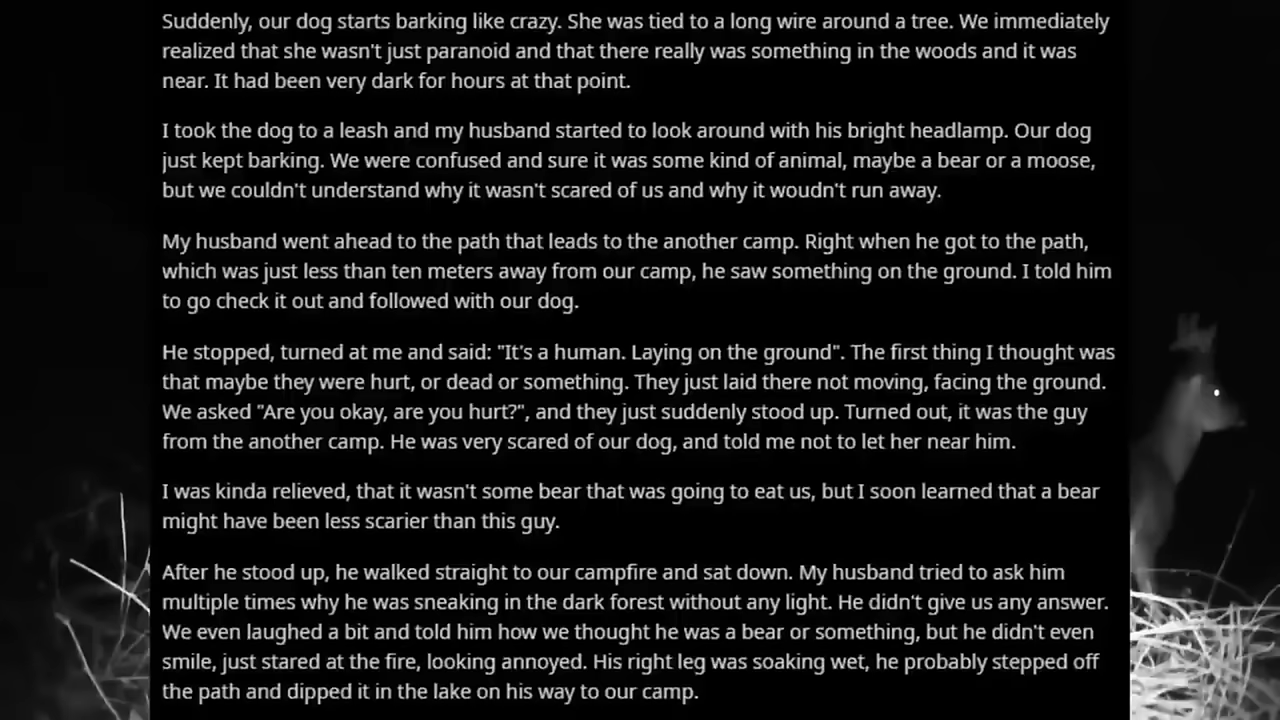 Suddenly, our dog starts barking like crazy. She was tied to a long wire around a tree. We immediately
realized that she wasn't just paranoid and that there really was something in the woods and it was
near. It had been very dark for hours at that point.
I took the dog to a leash and my husband started to look around with his bright headlamp. Our dog
just kept barking. We were confused and sure it was some kind of animal, maybe a bear or a moose,
but we couldn't understand why it wasn't scared of us and why it woudn't run away.
My husband went ahead to the path that leads to the another camp. Right when he got to the path,
which was just less than ten meters away from our camp, he saw something on the ground. I told him
to go check it out and followed with our dog.
He stopped, turned at me and said: "It's a human. Laying on the ground". The first thing I thought was
that maybe they were hurt, or dead or something. They just laid there not moving, facing the ground.
We asked "Are you okay, are you hurt?", and they just suddenly stood up. Turned out, it was the guy
from the another camp. He was very scared of our dog, and told me not to let her near him.
I was kinda relieved, that it wasn't some bear that was going to eat us, but I soon learned that a bear
might have been less scarier than this guy.
After he stood up, he walked straight to our campfire and sat down. My husband tried to ask him
multiple times why he was sneaking in the dark forest without any light. He didn't give us any answer.
We even laughed a bit and told him how we thought he was a bear or something, but he didn't even
smile, just stared at the fire, looking annoyed. His right leg was soaking wet, he probably stepped off
the path and dipped it in the lake on his way to our camp.